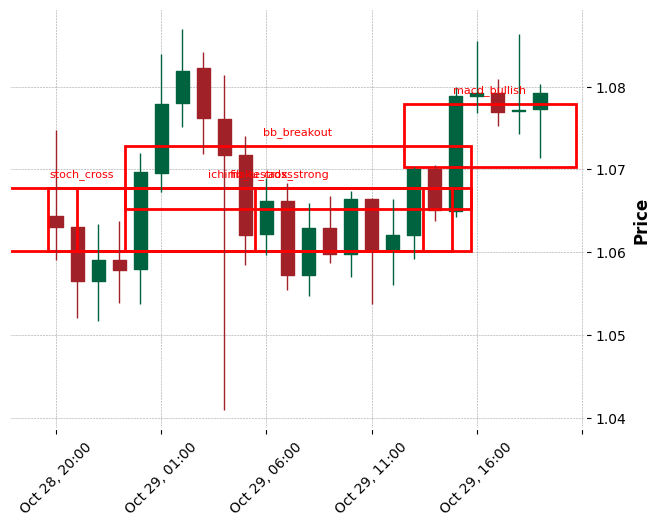 1.08
macd_bullish
bb_breakout
1.07
stoch_cross
Price
1.06
1.05
1.04
Oct 28, 20:00
Oct 29, 01:00
Oct 29, 06:00
Oct 29, 11:00
Oct 29, 16:00